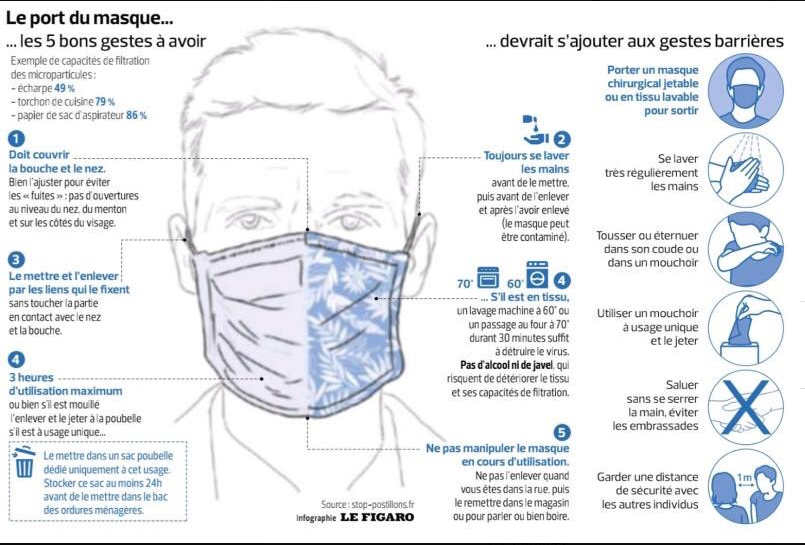 Le port du masque...
... les 5 bons gestes à avoir
Exemple de capacités de filtration
des microparticules :
- écharpe 49 %
- torchon de cuisine 79 %
- papier de sac d'aspirateur 86 %
1
Doit couvrir
la bouche et le nez.
Bien l'ajuster pour éviter
les « fuites » : pas d'ouvertures
au niveau du nez, du menton
et sur les côtés du visage.
3
Le mettre et l'enlever
par les liens qui le fixent
sans toucher la partie
en contact avec le nez
et la bouche.
4
3 heures
d'utilisation maximum
ou bien s'il est mouillé
l'enlever et le jeter à la poubelle
s'il est à usage unique...
Le mettre dans un sac poubelle
dédié uniquement à cet usage.
Stocker ce sac au moins 24h
avant de le mettre dans le bac
des ordures ménagères.
2
Toujours se laver
les mains
avant de le mettre,
puis avant de l'enlever
et après l'avoir enlevé
(le masque peut
être contaminé).
70° 60° 4
... S'il est en tissu,
un lavage machine à 60° ou
un passage au four à 70°
durant 30 minutes suffit
à détruire le virus.
Pas d'alcool ni de javel, qui
risquent de détériorer le tissu
et ses capacités de filtration.
5
Ne pas manipuler le masque
en cours d'utilisation.
Ne pas l'enlever quand
vous êtes dans la rue, puis
le remettre dans le magasin
ou pour parler ou bien boire.
Source : stop-postillons.fr
Infographie LE FIGARO
... devrait s'ajouter aux gestes barrières
Porter un masque
chirurgical jetable
ou en tissu lavable
pour sortir
Se laver
très régulièrement
les mains
Tousser ou éternuer
dans son coude ou
dans un mouchoir
Utiliser un mouchoir
à usage unique
et le jeter
Saluer
sans se serrer
la main, éviter
les embrassades
Garder une distance
de sécurité avec
les autres individus
1m